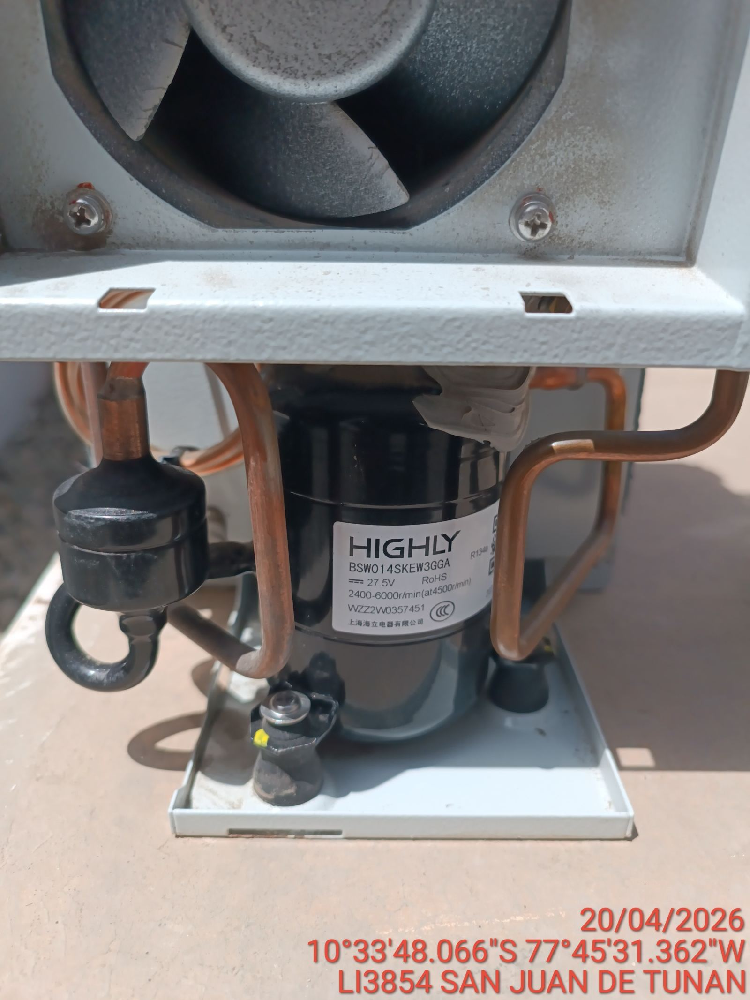 HIGHLY
BSW014SKEW3GGA
R134a
27.5V RoHS
2400-6000r/min(at4500r/min)
WZZ2W0357451
CCC
上海海立电器有限公司
20/04/2026
10°33'48.066"S 77°45'31.362"W
LI3854 SAN JUAN DE TUNAN